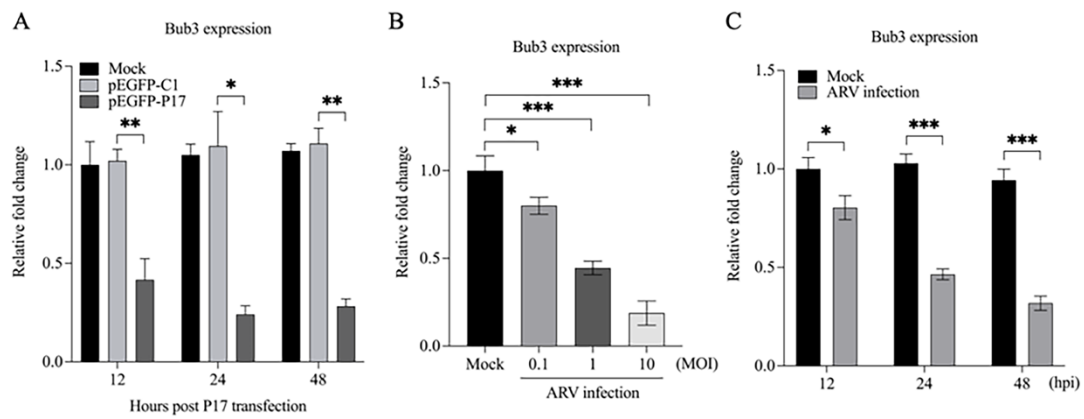 A
Bub3 expression
Relative fold change
1.5
1.0
0.5
0.0
Mock
pEGFP-C1
pEGFP-P17
**
*
**
12 24 48
Hours post P17 transfection
B
Bub3 expression
Relative fold change
1.5
1.0
0.5
0.0
***
***
*
Mock 0.1 1 10 (MOI)
ARV infection
C
Bub3 expression
Relative fold change
1.5
1.0
0.5
0.0
Mock
ARV infection
*
***
***
12 24 48 (hpi)